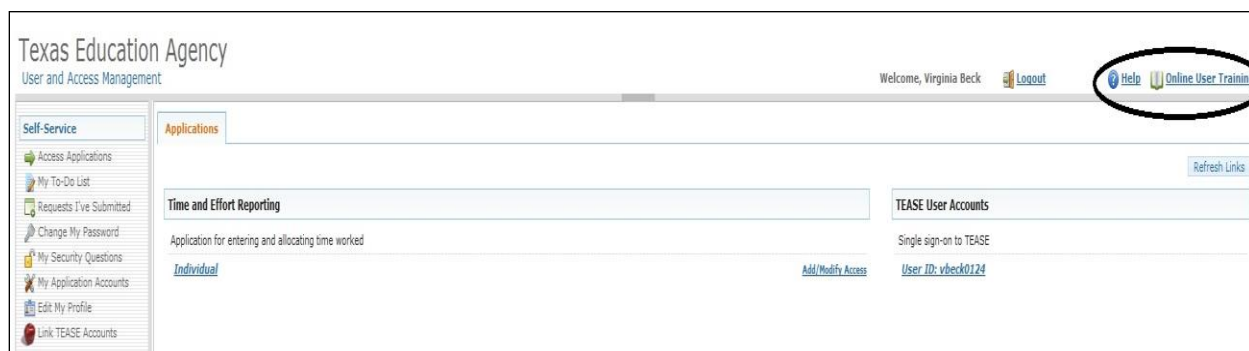 Texas Education Agency
User and Access Management
Welcome, Virginia Beck
Logout
Help
Online User Trainin
Self-Service
Access Applications
My To-Do List
Requests I've Submitted
Change My Password
My Security Questions
My Application Accounts
Edit My Profile
Link TEASE Accounts
Applications
Refresh Links
Time and Effort Reporting
Application for entering and allocating time worked
Individual
Add/Modify Access
TEASE User Accounts
Single sign-on to TEASE
User ID: vbeck0124